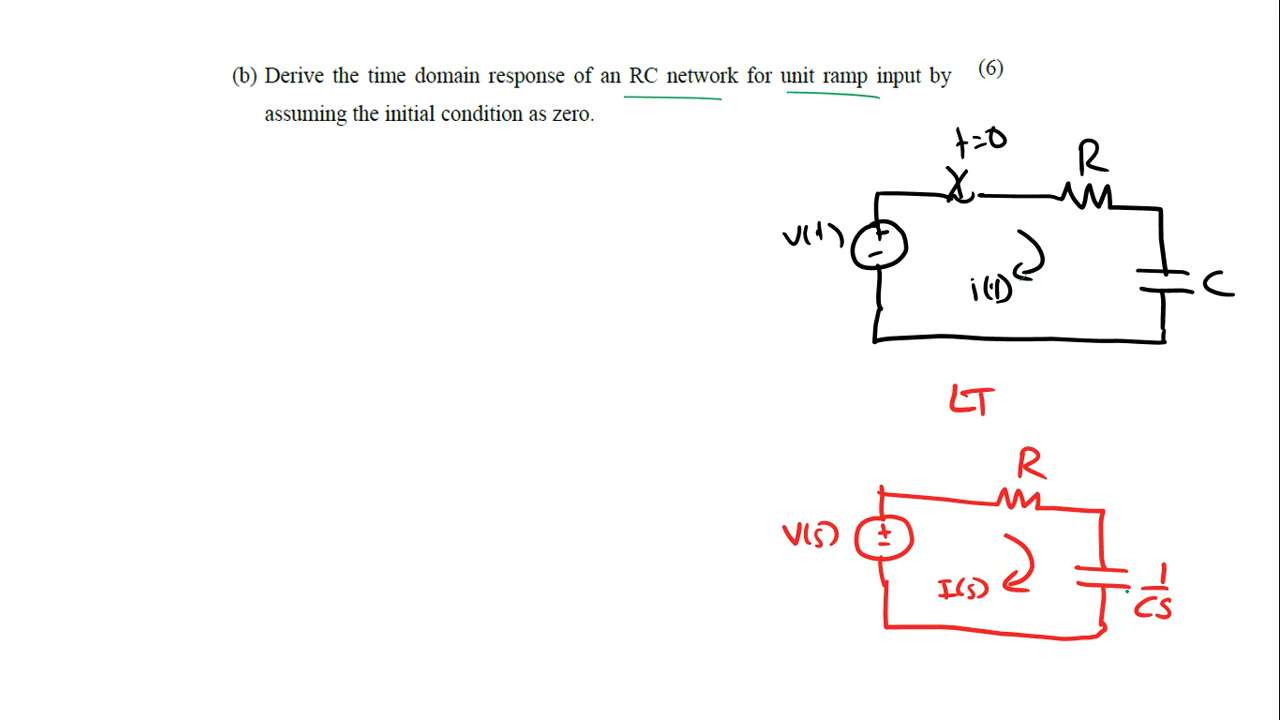 (b) Derive the time domain response of an RC network for unit ramp input by (6)
assuming the initial condition as zero.
t=0
R
v(t)
+
-
i(t)
C
LT
R
V(s)
+
-
I(s)
1
CS